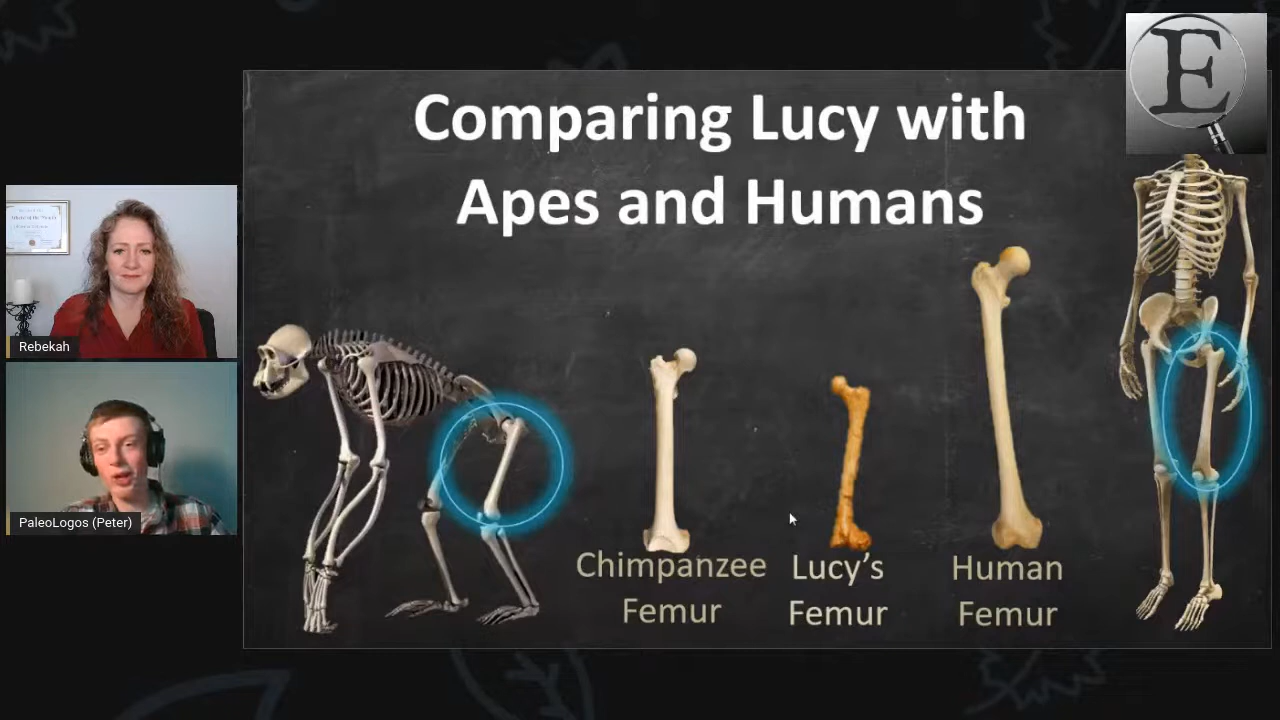 Comparing Lucy with
Apes and Humans
E
Rebekah
PaleoLogos (Peter)
Chimpanzee
Femur
Lucy's
Femur
Human
Femur